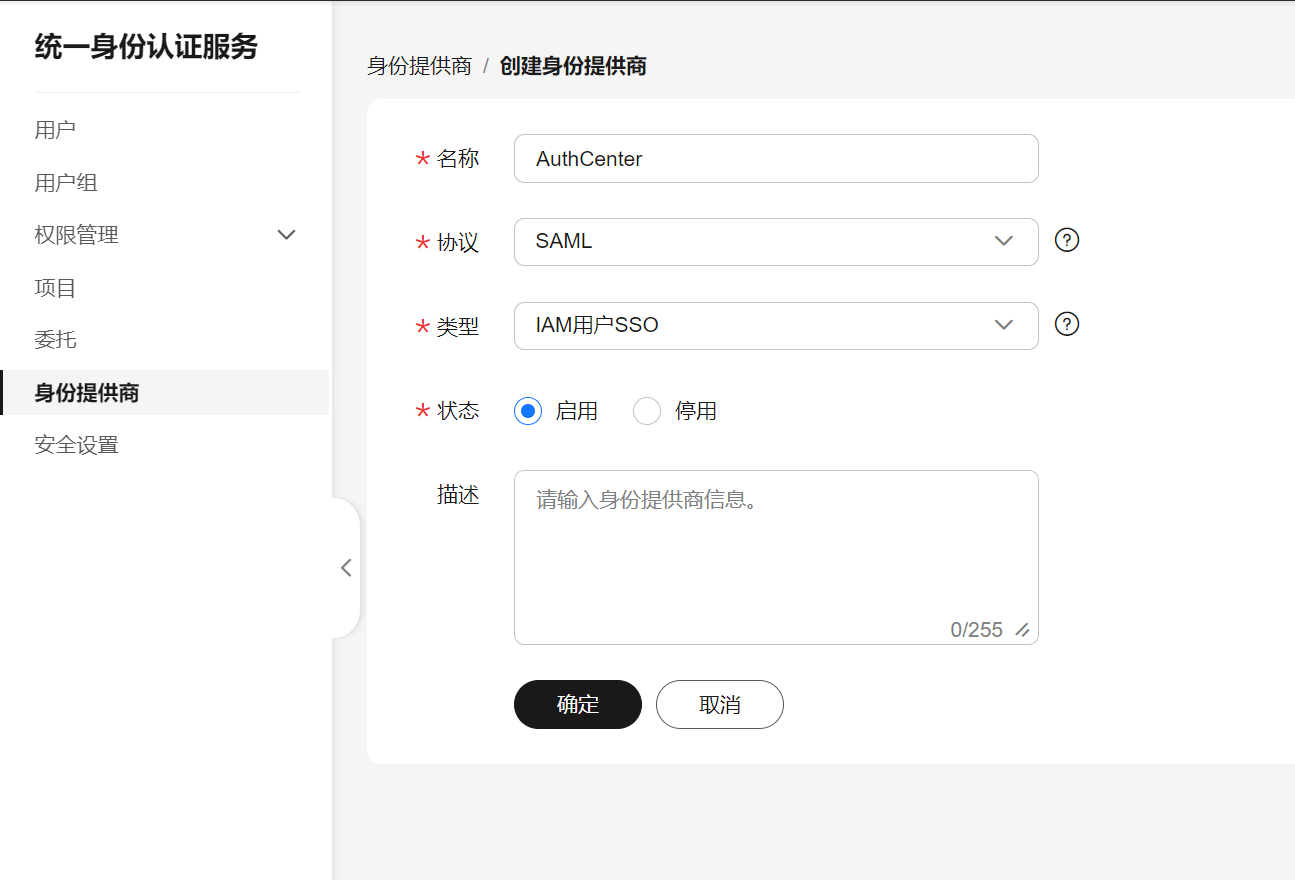 统一身份认证服务
用户
用户组
权限管理
项目
委托
身份提供商
安全设置
身份提供商 / 创建身份提供商
* 名称 AuthCenter
* 协议 SAML ?
* 类型 IAM用户SSO ?
* 状态 启用 停用
描述 请输入身份提供商信息。
0/255
确定 取消